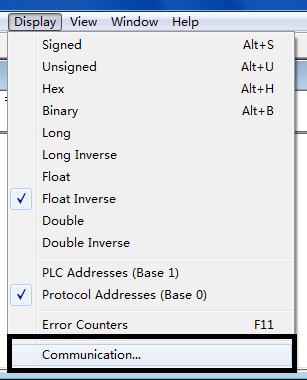 Display View Window Help
Signed Alt+S
Unsigned Alt+U
Hex Alt+H
Binary Alt+B
Long
Long Inverse
Float
✓ Float Inverse
Double
Double Inverse
PLC Addresses (Base 1)
✓ Protocol Addresses (Base 0)
Error Counters F11
Communication...